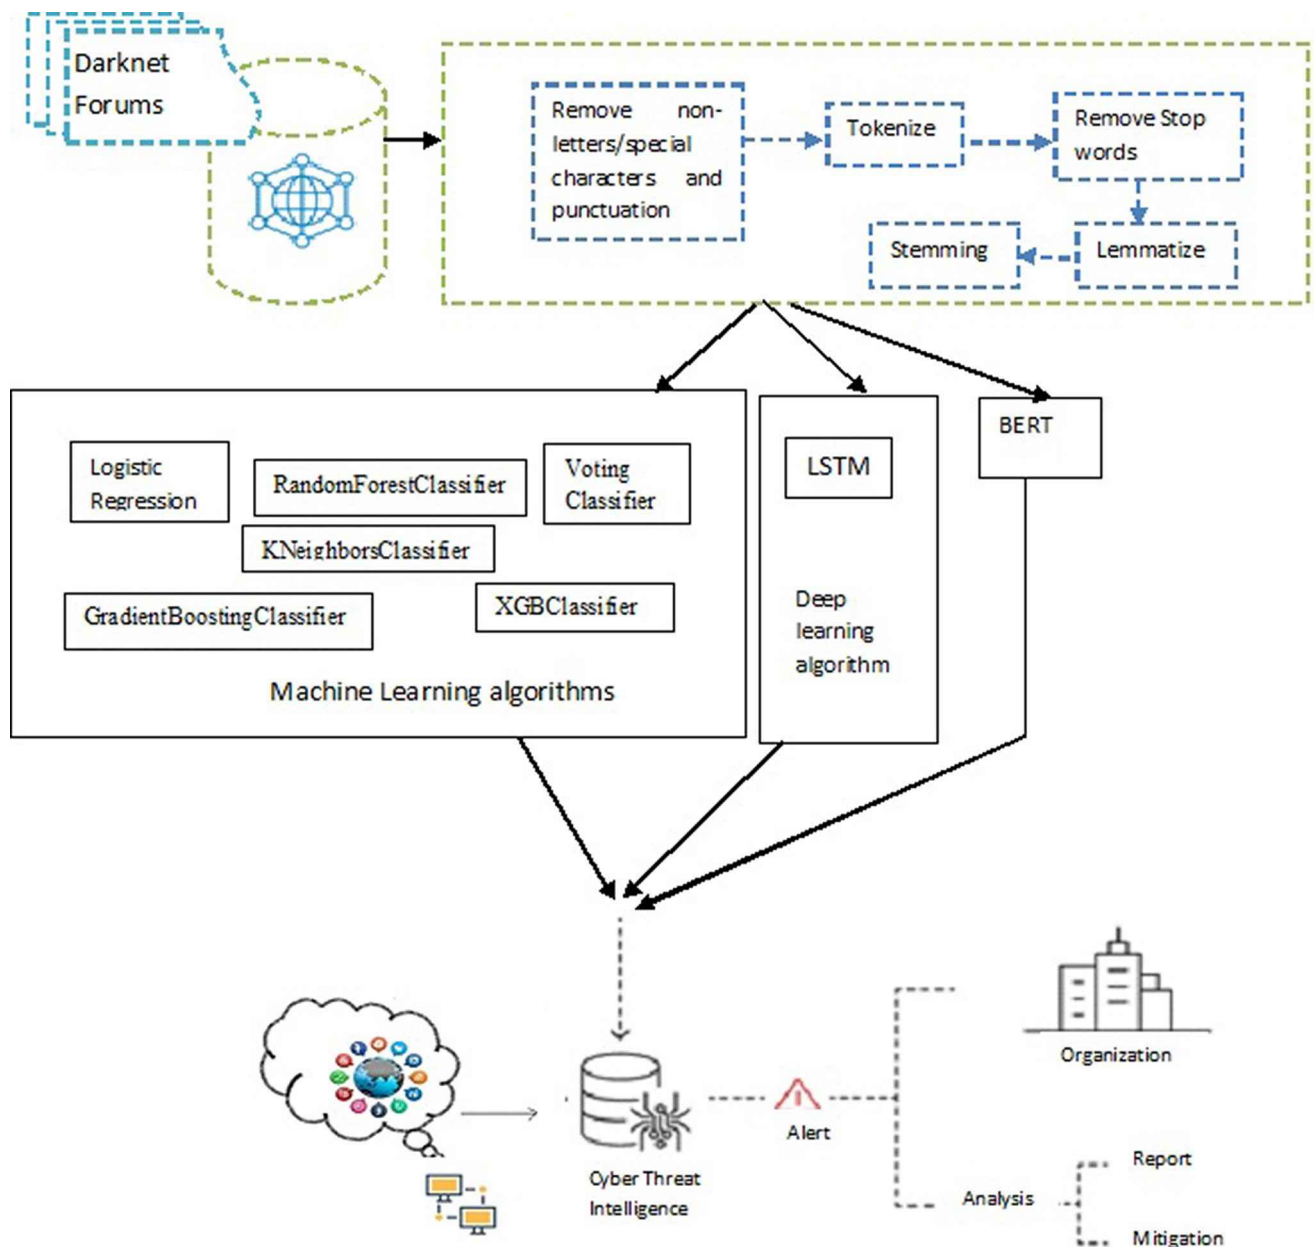 Darknet
Forums
Remove non-
letters/special
characters and
punctuation
Tokenize
Remove Stop
words
Stemming
Lemmatize
Logistic
Regression
RandomForestClassifier
Voting
Classifier
KNeighborsClassifier
GradientBoostingClassifier
XGBClassifier
Machine Learning algorithms
LSTM
Deep
learning
algorithm
BERT
Organization
Alert
Cyber Threat
Intelligence
Analysis
Report
Mitigation